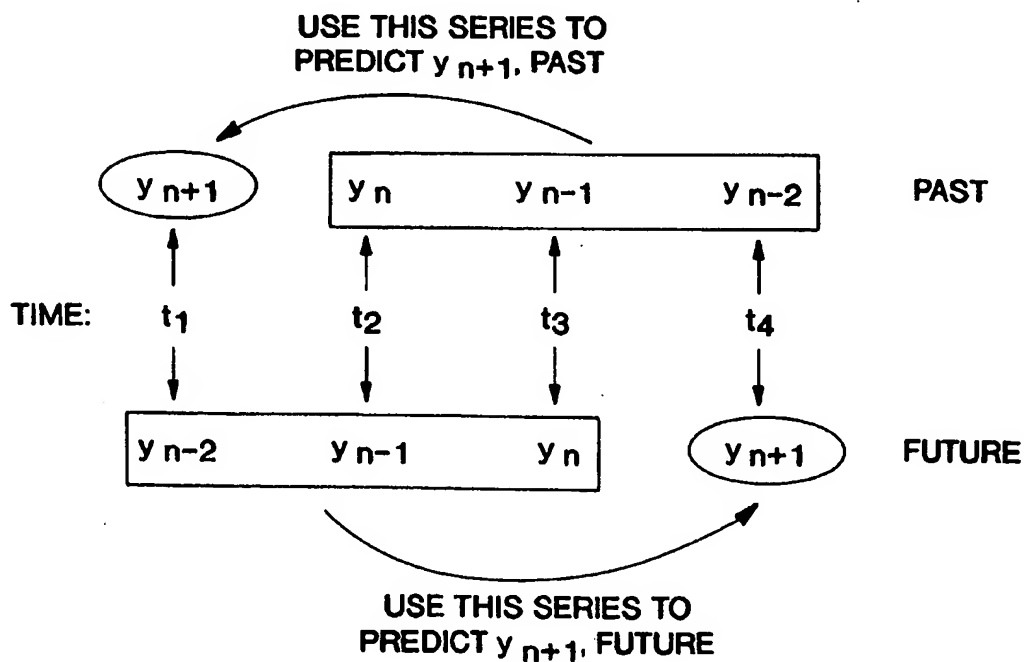 USE THIS SERIES TO
PREDICT y n+1, PAST
y n+1 y n y n-1 y n-2 PAST
TIME: t1 t2 t3 t4
y n-2 y n-1 y n y n+1 FUTURE
USE THIS SERIES TO
PREDICT y n+1, FUTURE